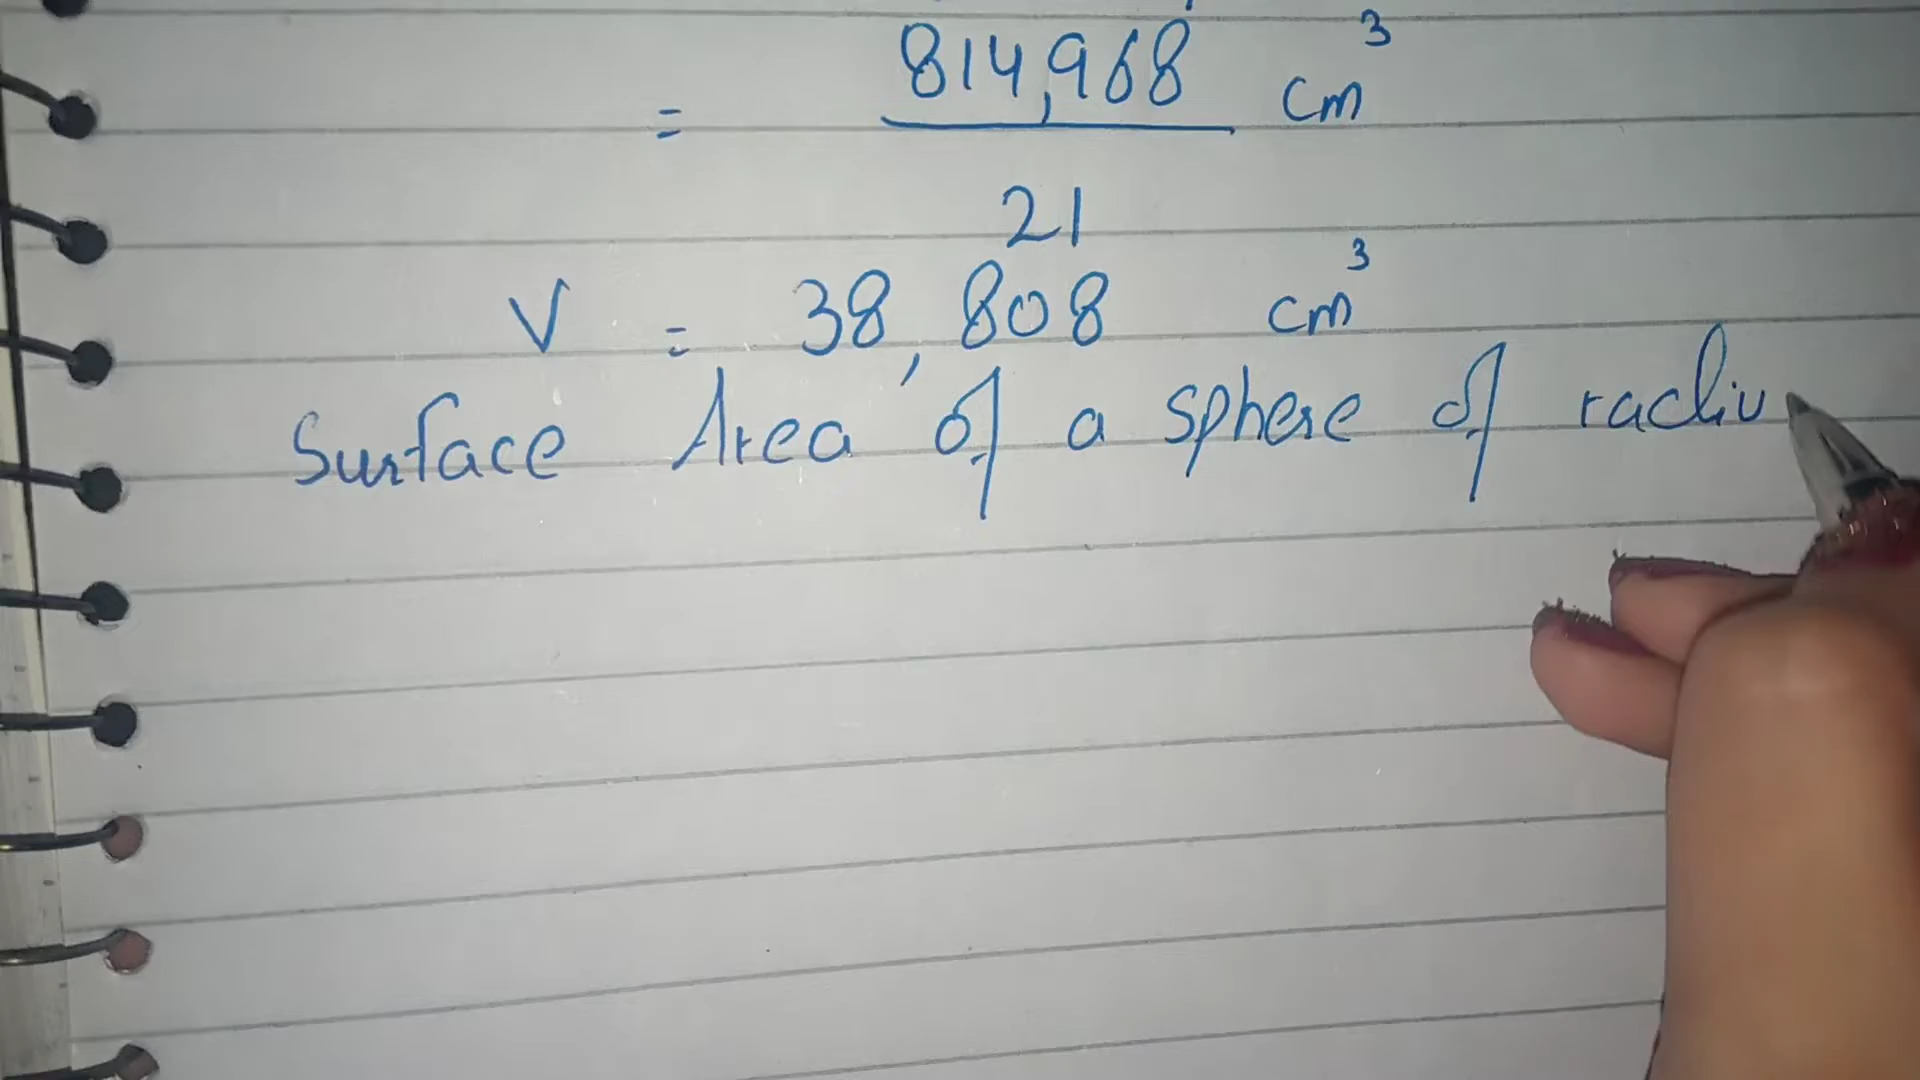 = 814,968 cm³
21
V = 38,808 cm³
Surface Area of a sphere of radiu